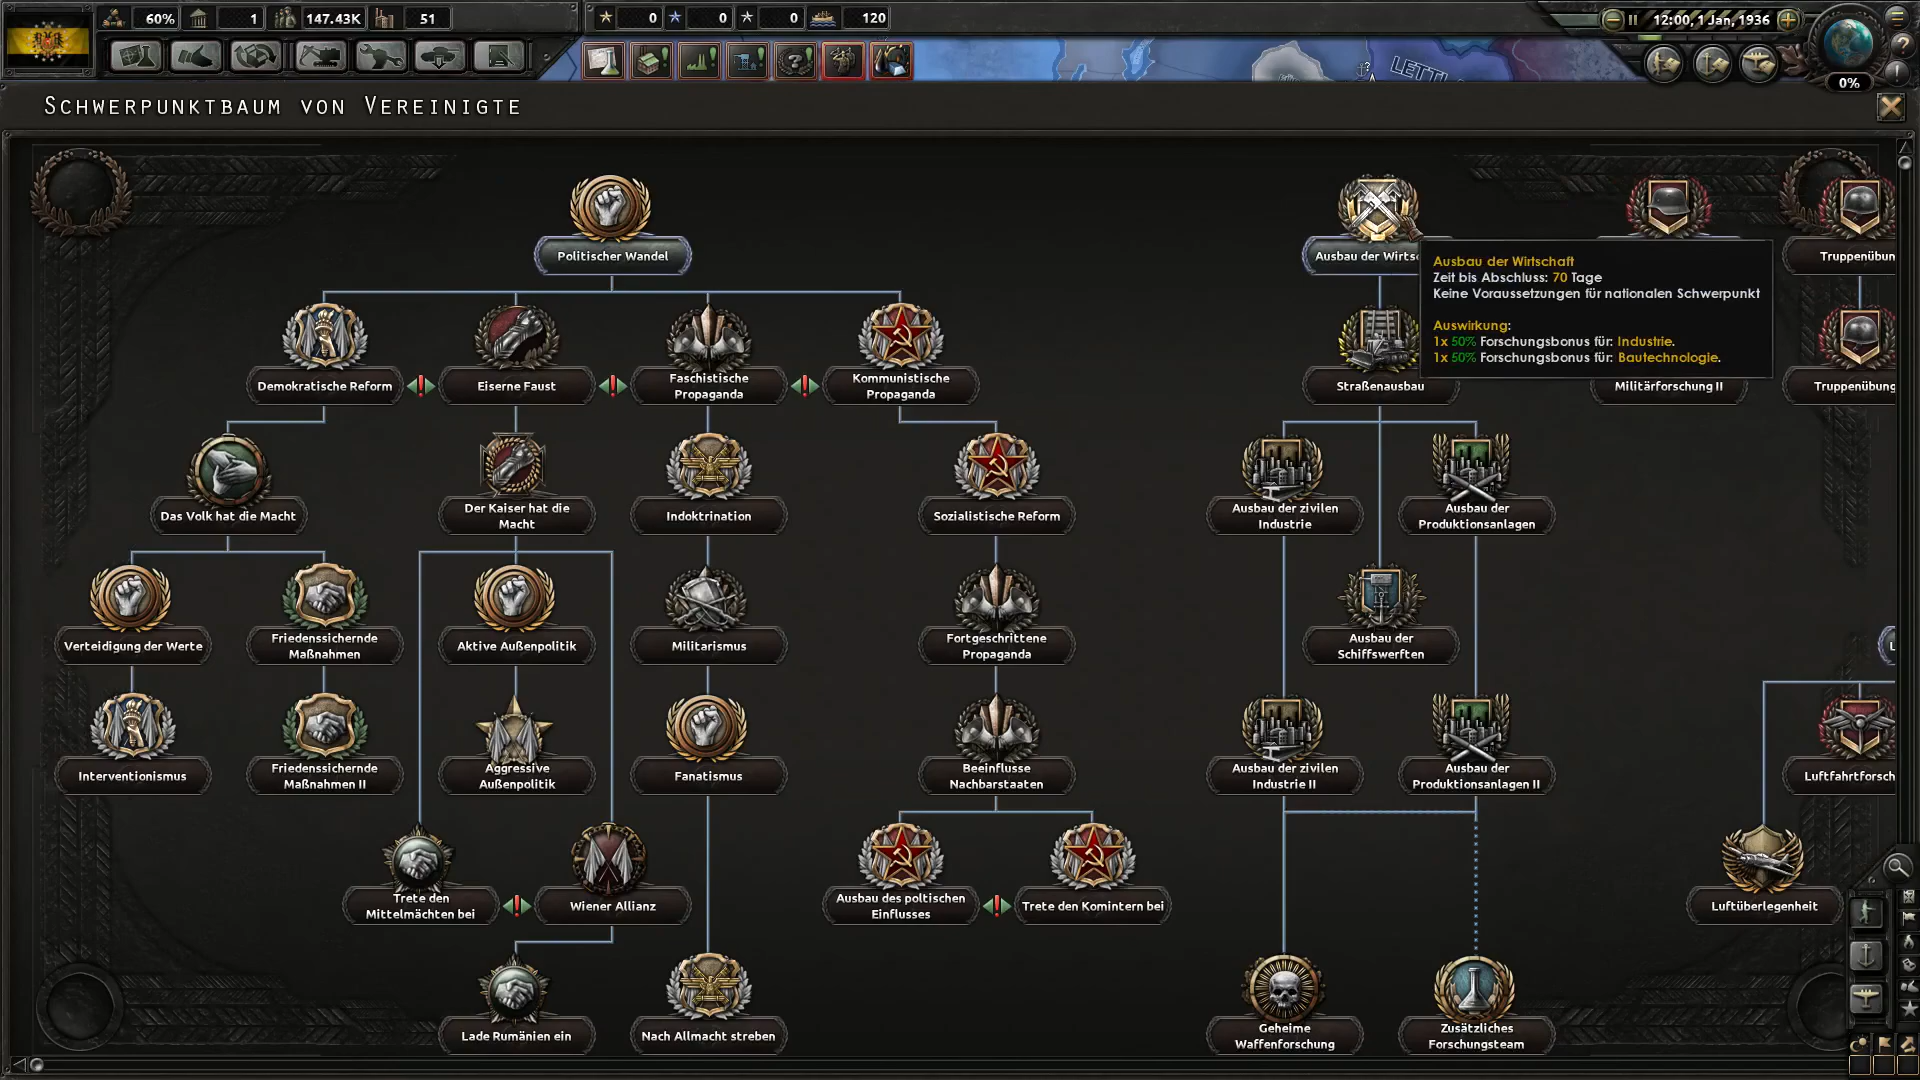 60%
1
147.43K
51
0
0
0
120
12:00, 1 Jan, 1936
0%
LETTL
Schwerpunktbaum von Vereinigte
Politischer Wandel
Ausbau der Wirtsc
Truppenübun
Ausbau der Wirtschaft
Zeit bis Abschluss: 70 Tage
Keine Voraussetzungen für nationalen Schwerpunkt
Auswirkung:
1x 50% Forschungsbonus für: Industrie.
1x 50% Forschungsbonus für: Bautechnologie.
Demokratische Reform
Eiserne Faust
Faschistische
Propaganda
Kommunistische
Propaganda
Straßenausbau
Militärforschung II
Truppenübung
Das Volk hat die Macht
Der Kaiser hat die
Macht
Indoktrination
Sozialistische Reform
Ausbau der zivilen
Industrie
Ausbau der
Produktionsanlagen
Verteidigung der Werte
Friedenssichernde
Maßnahmen
Aktive Außenpolitik
Militarismus
Fortgeschrittene
Propaganda
Ausbau der
Schiffswerften
Interventionismus
Friedenssichernde
Maßnahmen II
Aggressive
Außenpolitik
Fanatismus
Beeinflusse
Nachbarstaaten
Ausbau der zivilen
Industrie II
Ausbau der
Produktionsanlagen II
Luftfahrtforsch
Trete den
Mittelmächten bei
Wiener Allianz
Ausbau des poltischen
Einflusses
Trete den Komintern bei
Luftüberlegenheit
Lade Rumänien ein
Nach Allmacht streben
Geheime
Waffenforschung
Zusätzliches
Forschungsteam